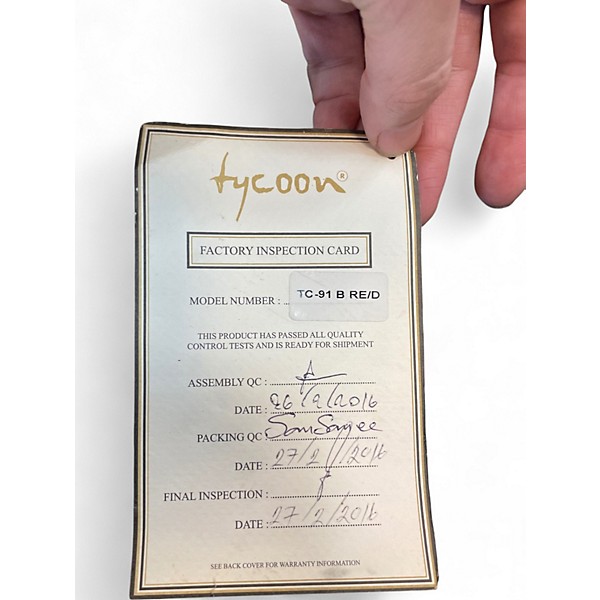 tycoon®
FACTORY INSPECTION CARD
MODEL NUMBER : ... TC-91 B RE/D
THIS PRODUCT HAS PASSED ALL QUALITY
CONTROL TESTS AND IS READY FOR SHIPMENT
ASSEMBLY QC :
DATE : 26/2/2016
PACKING QC :
DATE : 27/2/2016
FINAL INSPECTION :
DATE : 27/2/2016
SEE BACK COVER FOR WARRANTY INFORMATION